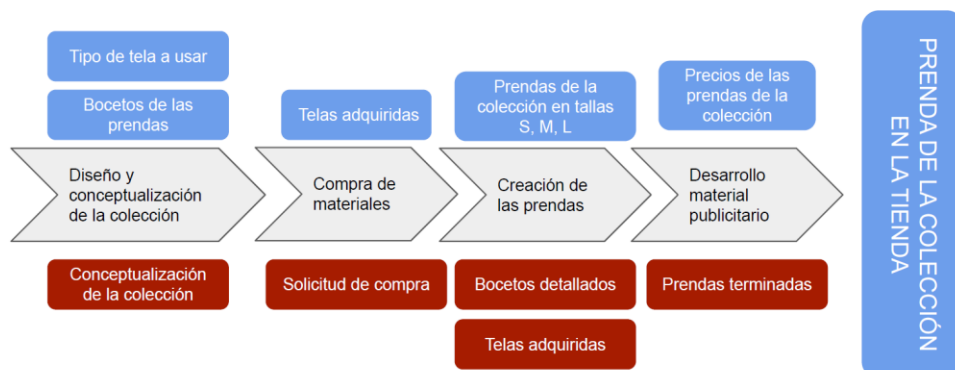 Tipo de tela a usar
Bocetos de las
prendas
Telas adquiridas
Prendas de la
colección en tallas
S, M, L
Precios de las
prendas de la
colección
Diseño y
conceptualización
de la colección
Compra de
materiales
Creación de
las prendas
Desarrollo
material
publicitario
Conceptualización
de la colección
Solicitud de compra
Bocetos detallados
Prendas terminadas
Telas adquiridas
PRENDA DE LA COLECCIÓN
EN LA TIENDA